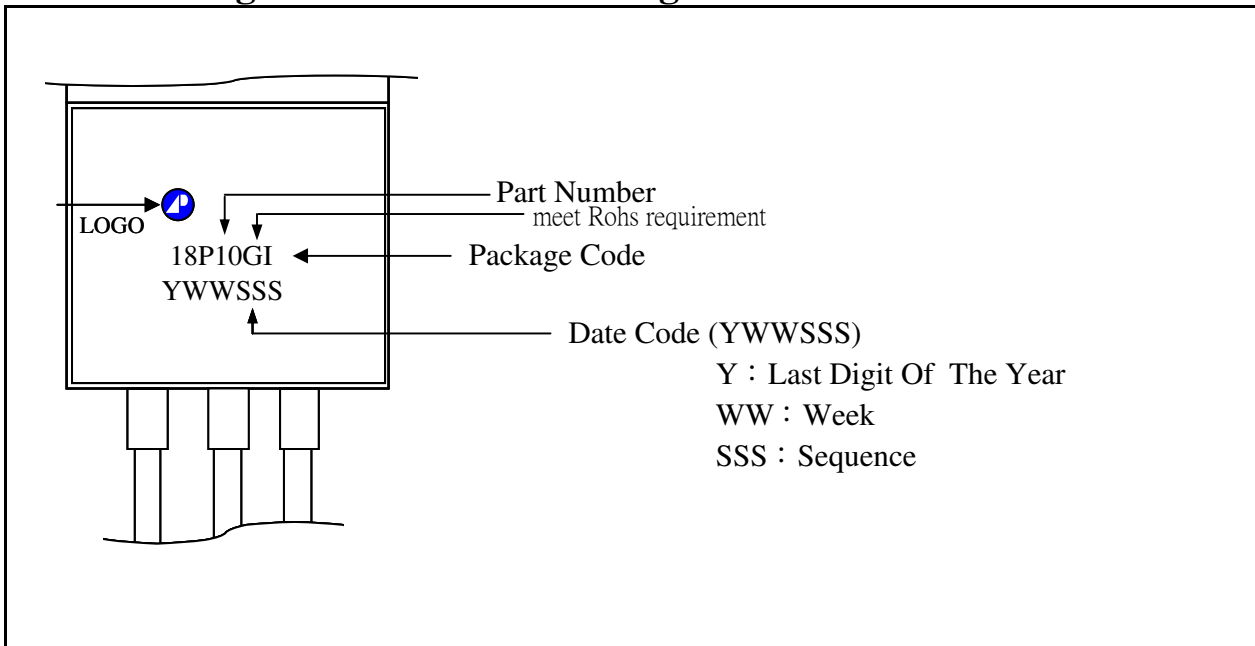 LOGO
Part Number
meet Rohs requirement
18P10GI
Package Code
YWWSSS
Date Code (YWWSSS)
Y：Last Digit Of The Year
WW：Week
SSS：Sequence